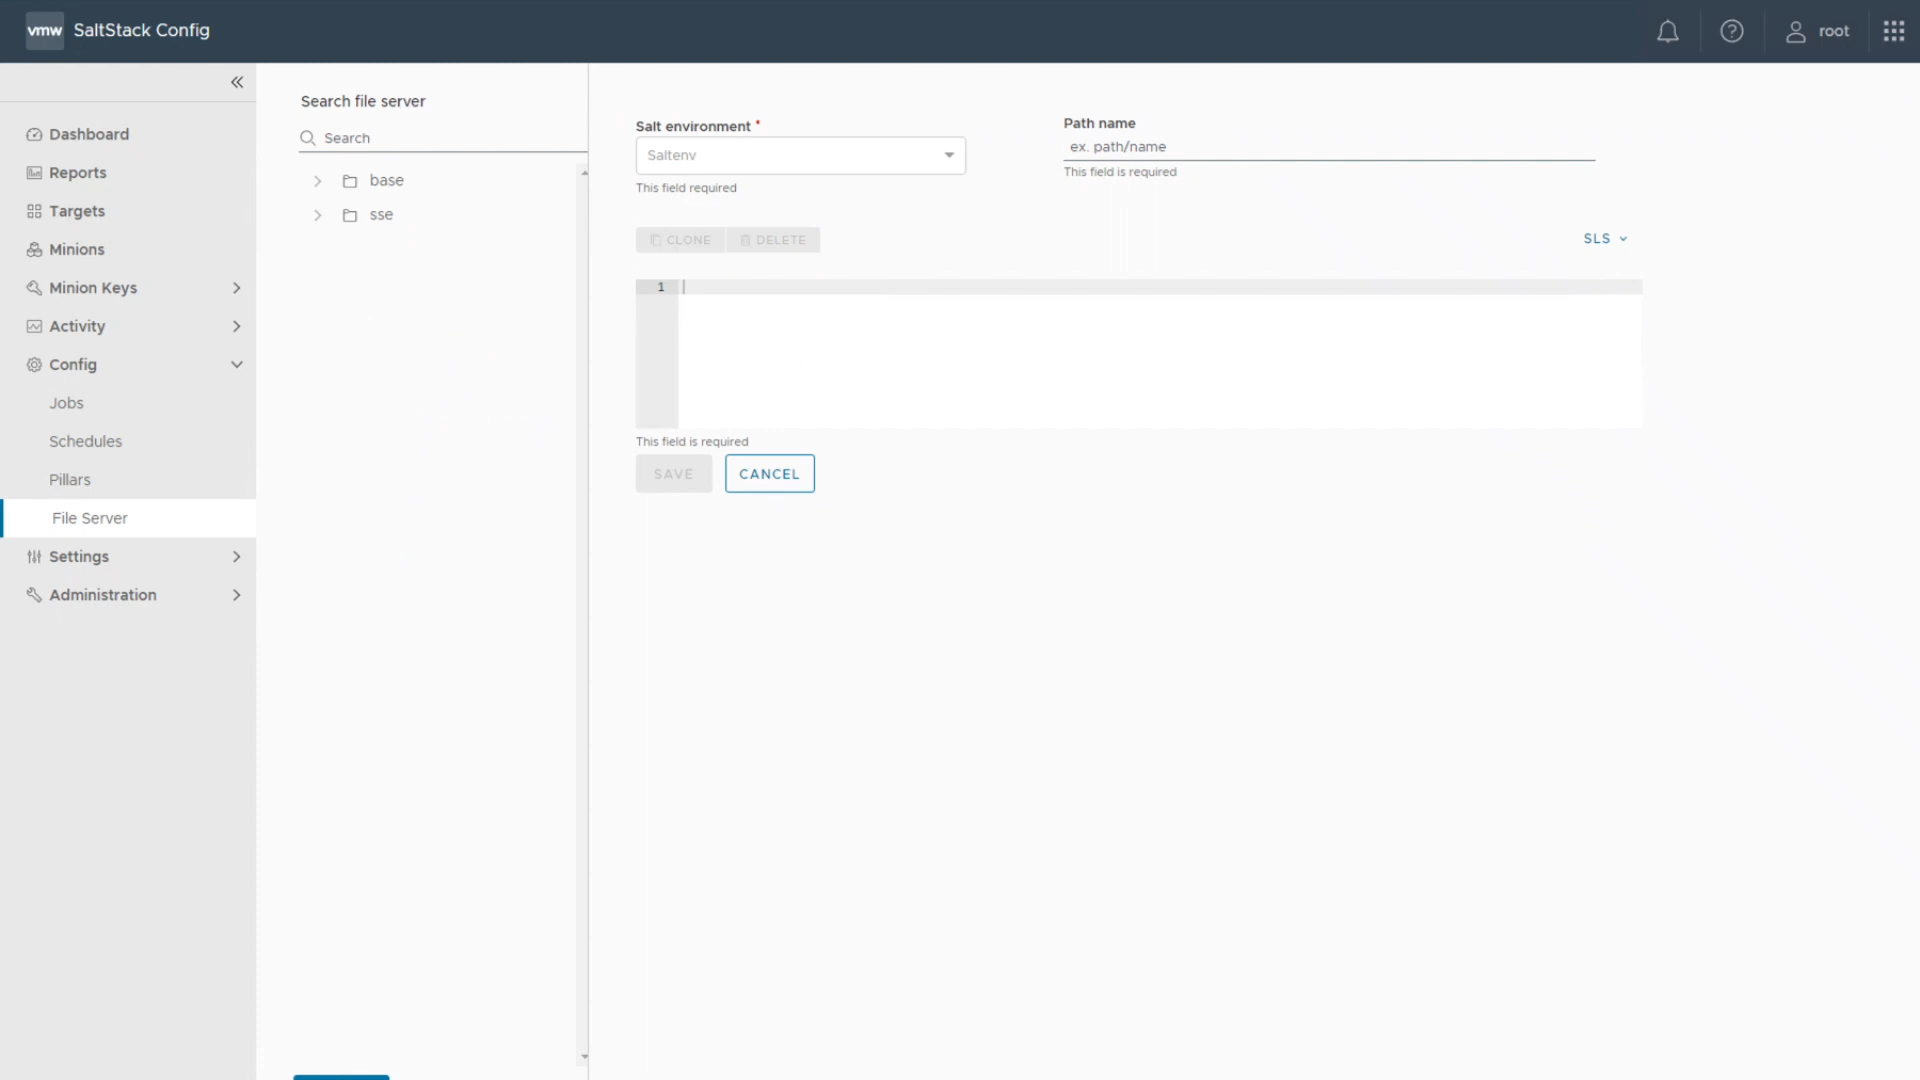 vmw SaltStack Config
root
Dashboard
Reports
Targets
Minions
Minion Keys
Activity
Config
Jobs
Schedules
Pillars
File Server
Settings
Administration
Search file server
Search
base
sse
Salt environment *
Saltenv
This field required
Path name
ex. path/name
This field is required
CLONE DELETE
SLS
1
This field is required
SAVE CANCEL